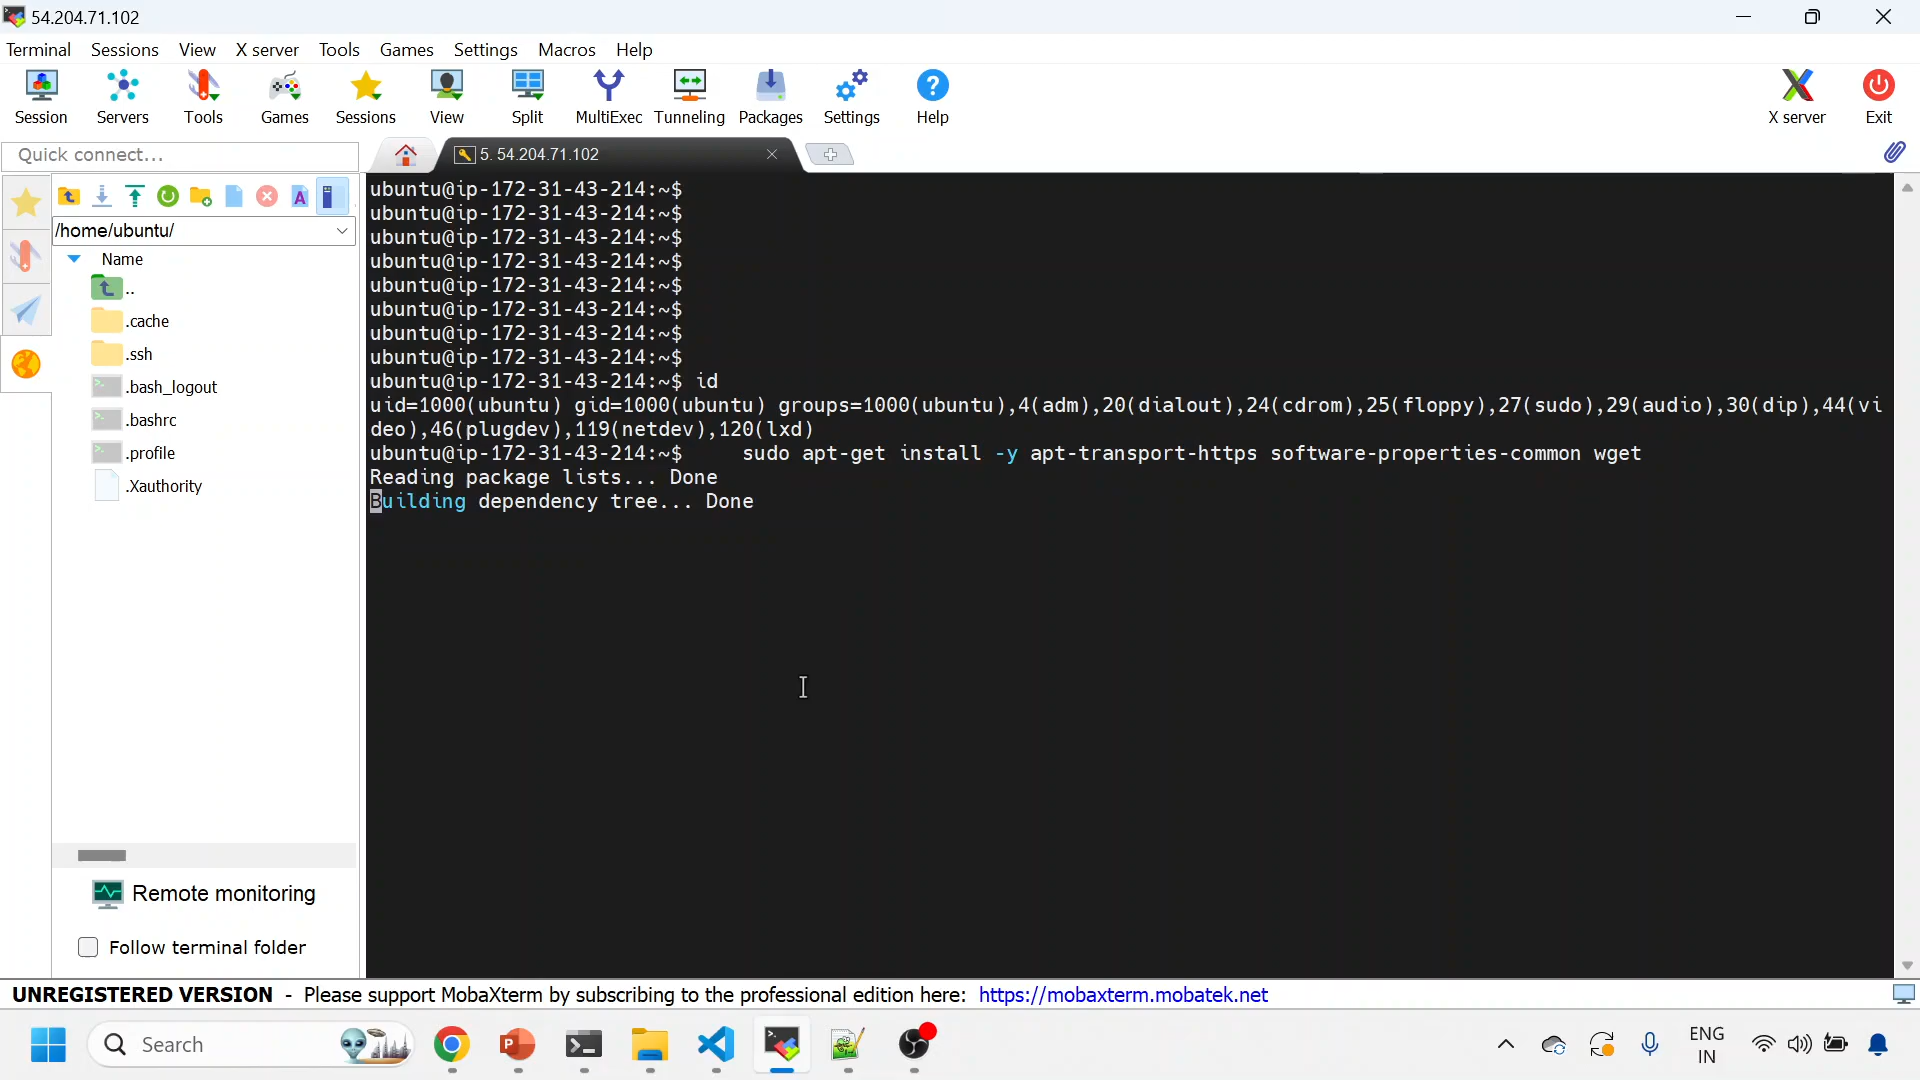 54.204.71.102
Terminal Sessions View X server Tools Games Settings Macros Help
Session Servers Tools Games Sessions View Split MultiExec Tunneling Packages Settings Help X server Exit
Quick connect...
5. 54.204.71.102
/home/ubuntu/
Name
..
.cache
.ssh
.bash_logout
.bashrc
.profile
.Xauthority
Remote monitoring
Follow terminal folder
ubuntu@ip-172-31-43-214:~$
ubuntu@ip-172-31-43-214:~$
ubuntu@ip-172-31-43-214:~$
ubuntu@ip-172-31-43-214:~$
ubuntu@ip-172-31-43-214:~$
ubuntu@ip-172-31-43-214:~$
ubuntu@ip-172-31-43-214:~$
ubuntu@ip-172-31-43-214:~$
ubuntu@ip-172-31-43-214:~$ id
uid=1000(ubuntu) gid=1000(ubuntu) groups=1000(ubuntu),4(adm),20(dialout),24(cdrom),25(floppy),27(sudo),29(audio),30(dip),44(vi
deo),46(plugdev),119(netdev),120(lxd)
ubuntu@ip-172-31-43-214:~$     sudo apt-get install -y apt-transport-https software-properties-common wget
Reading package lists... Done
Building dependency tree... Done
UNREGISTERED VERSION - Please support MobaXterm by subscribing to the professional edition here: https://mobaxterm.mobatek.net
Search
ENG
IN